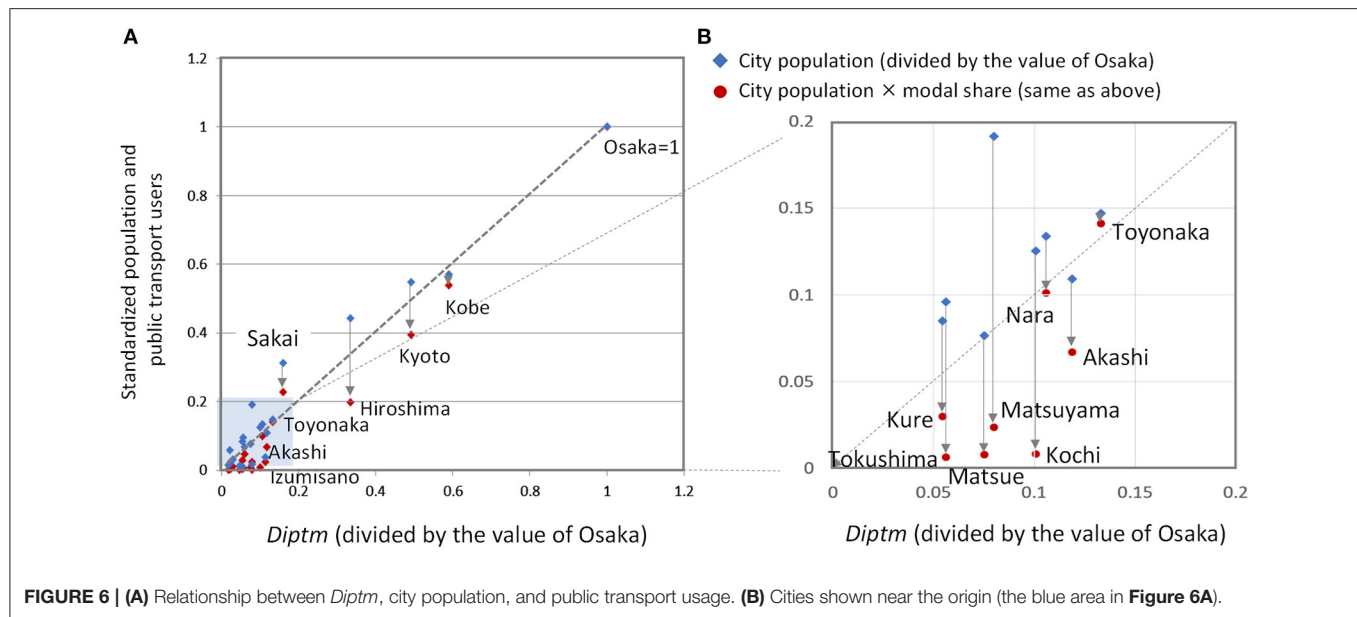 A
B
City population (divided by the value of Osaka)
City population × modal share (same as above)
Standardized population and
public transport users
1.2
1
0.8
0.6
0.4
0.2
0
Osaka=1
Kobe
Kyoto
Sakai
Hiroshima
Toyonaka
Akashi
Izumisano
0
0.2
0.4
0.6
0.8
1
1.2
Diptm (divided by the value of Osaka)
0.2
0.15
0.1
0.05
0
Toyonaka
Nara
Akashi
Kure
Matsuyama
Tokushima
Kochi
Matsue
0
0.05
0.1
0.15
0.2
Diptm (divided by the value of Osaka)
FIGURE 6 | (A) Relationship between Diptm, city population, and public transport usage. (B) Cities shown near the origin (the blue area in Figure 6A).